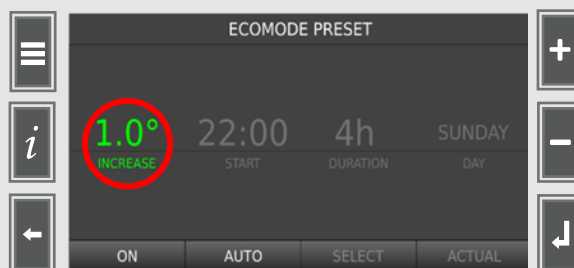 ECOMODE PRESET
1.0° 22:00 4h SUNDAY
INCREASE START DURATION DAY
ON AUTO SELECT ACTUAL
i
+
-